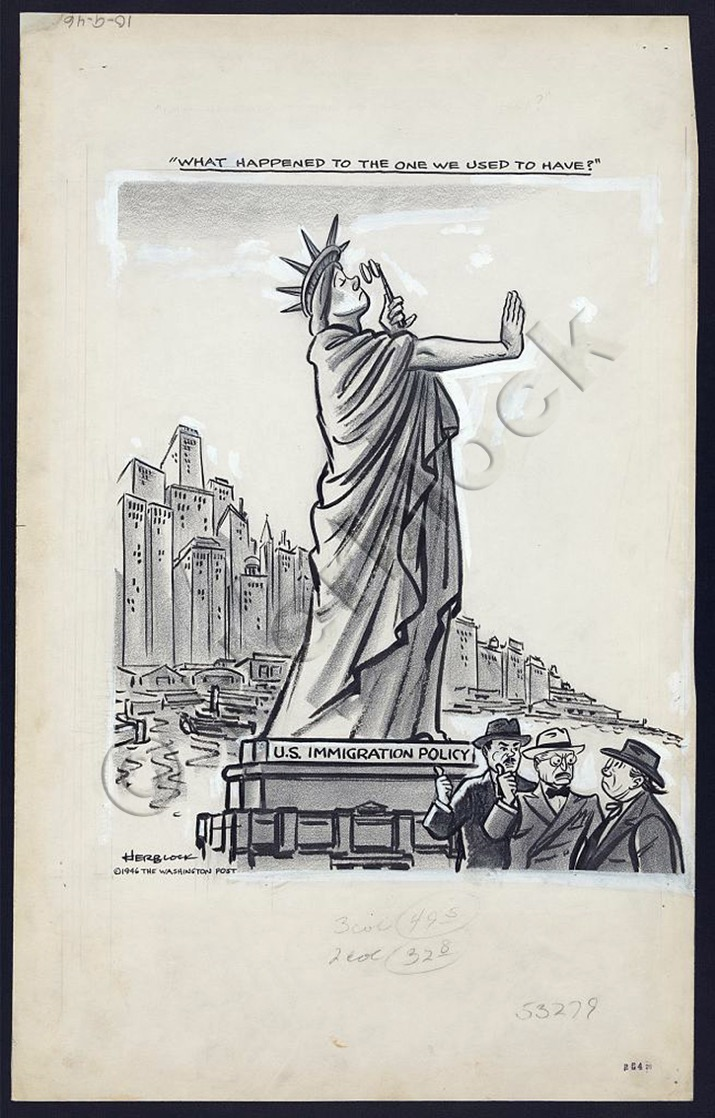 10-9-46
"WHAT HAPPENED TO THE ONE WE USED TO HAVE?"
U.S. IMMIGRATION POLICY
HERBLOCK
©1946 THE WASHINGTON POST
3 col 49⁵
2 col 32⁸
53279
© Herblock